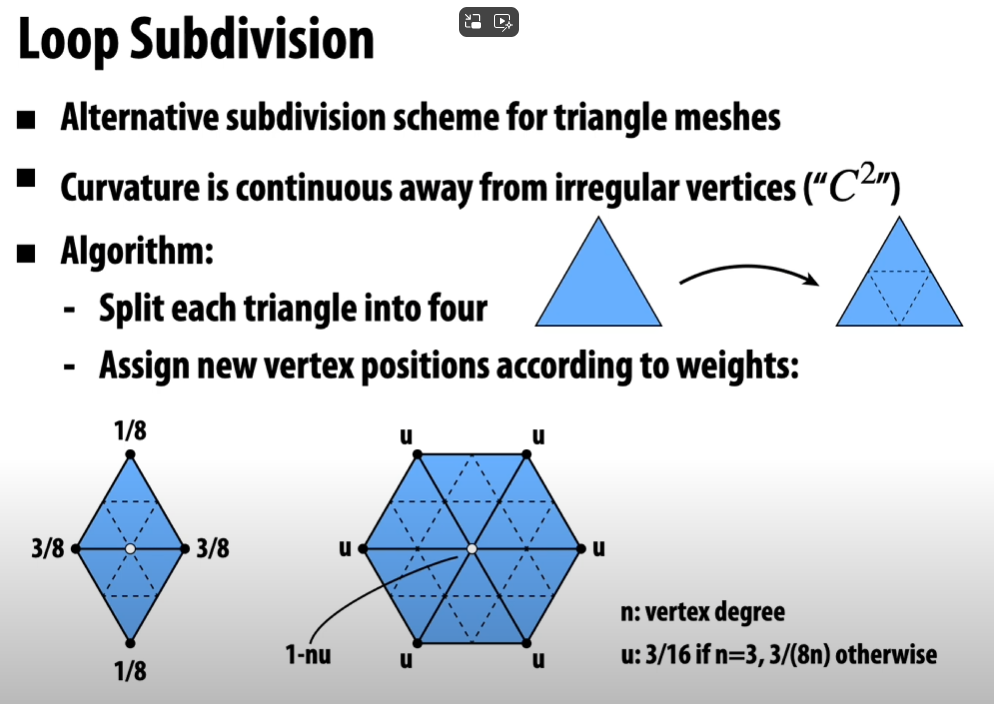 Loop Subdivision
■ Alternative subdivision scheme for triangle meshes
■ Curvature is continuous away from irregular vertices (“C²”)
■ Algorithm:
- Split each triangle into four
- Assign new vertex positions according to weights:
1/8
u u
3/8 3/8
u u
n: vertex degree
1-nu
u: 3/16 if n=3, 3/(8n) otherwise
1/8
u u